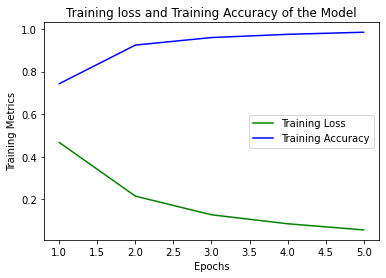 Training loss and Training Accuracy of the Model
1.0
0.8
0.6
0.4
0.2
Training Metrics
Training Loss
Training Accuracy
1.0 1.5 2.0 2.5 3.0 3.5 4.0 4.5 5.0
Epochs